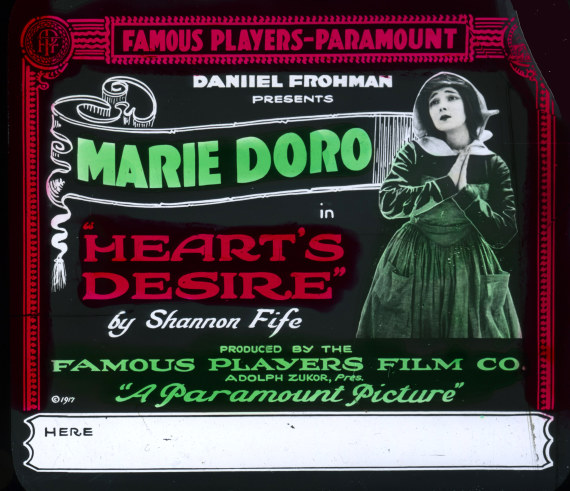 FAMOUS PLAYERS-PARAMOUNT
DANIIEL FROHMAN
PRESENTS
MARIE DORO
in
"HEART'S
DESIRE"
by Shannon Fife
PRODUCED BY THE
FAMOUS PLAYERS FILM CO.
ADOLPH ZUKOR, Pres.
"A Paramount Picture"
©1917
HERE